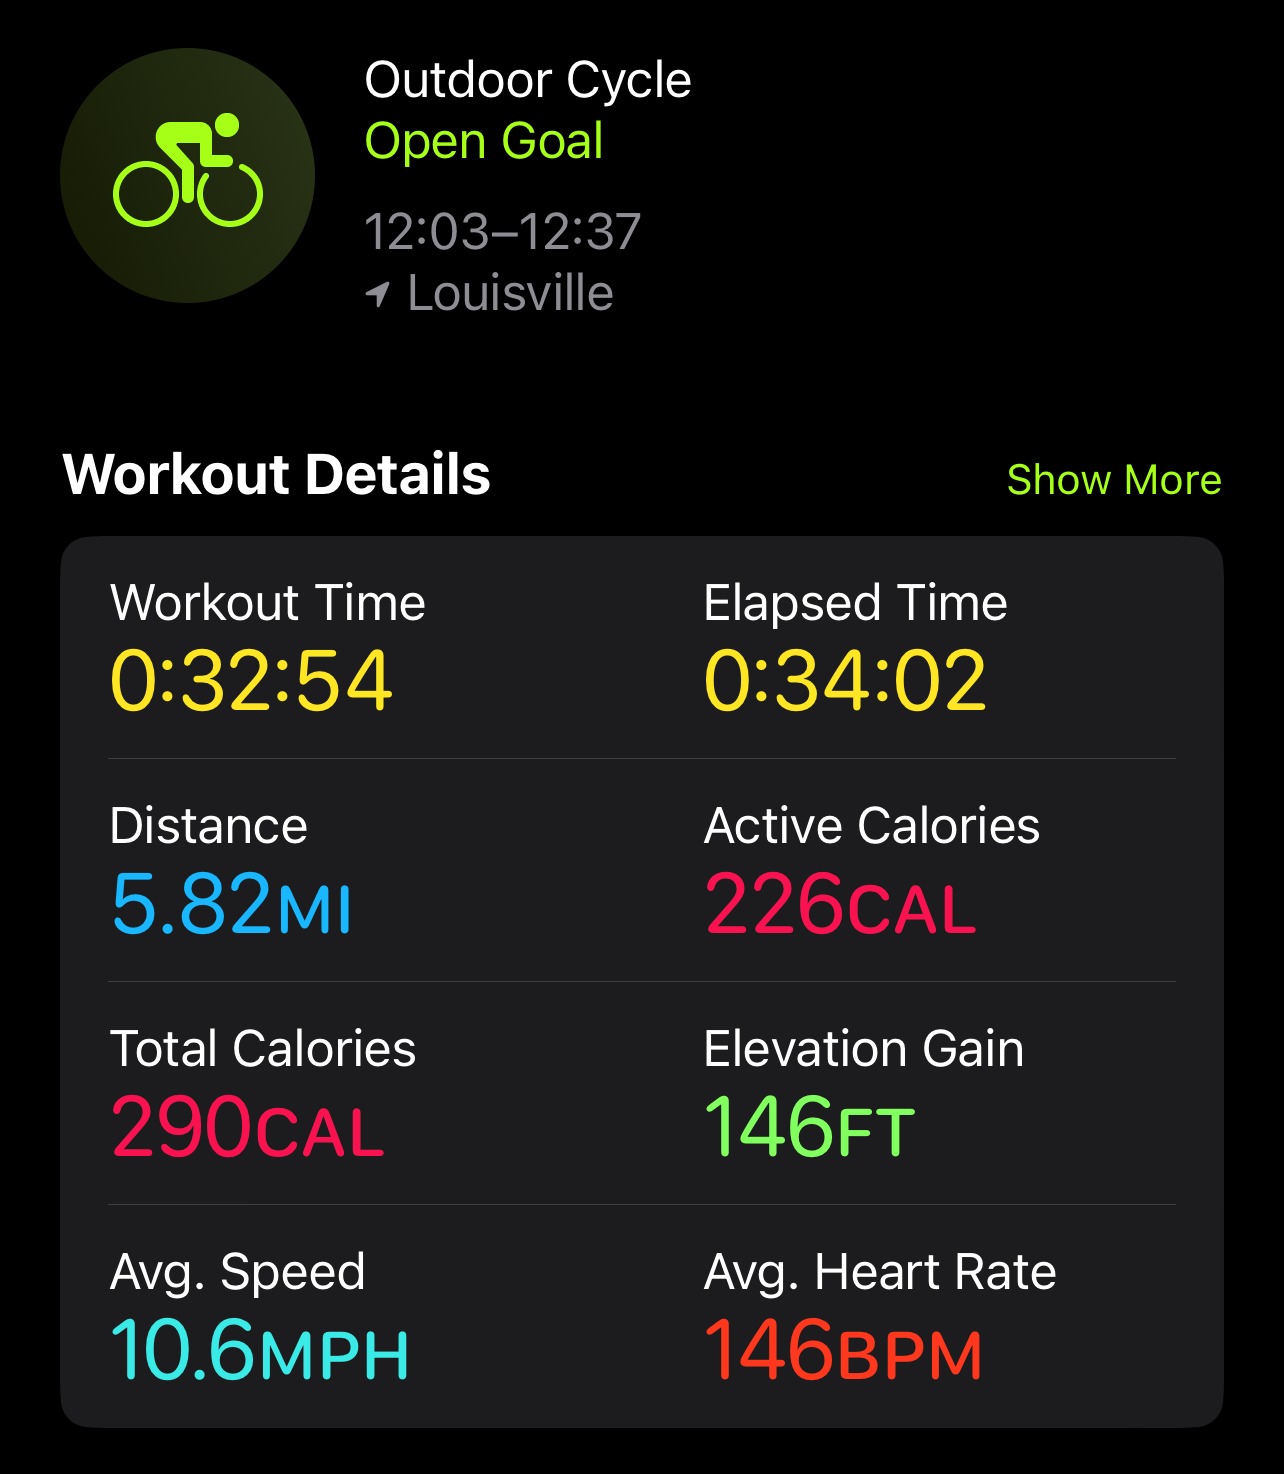 Outdoor Cycle
Open Goal
12:03–12:37
Louisville
Workout Details
Show More
Workout Time
Elapsed Time
0:32:54
0:34:02
Distance
Active Calories
5.82MI
226CAL
Total Calories
Elevation Gain
290CAL
146FT
Avg. Speed
Avg. Heart Rate
10.6MPH
146BPM